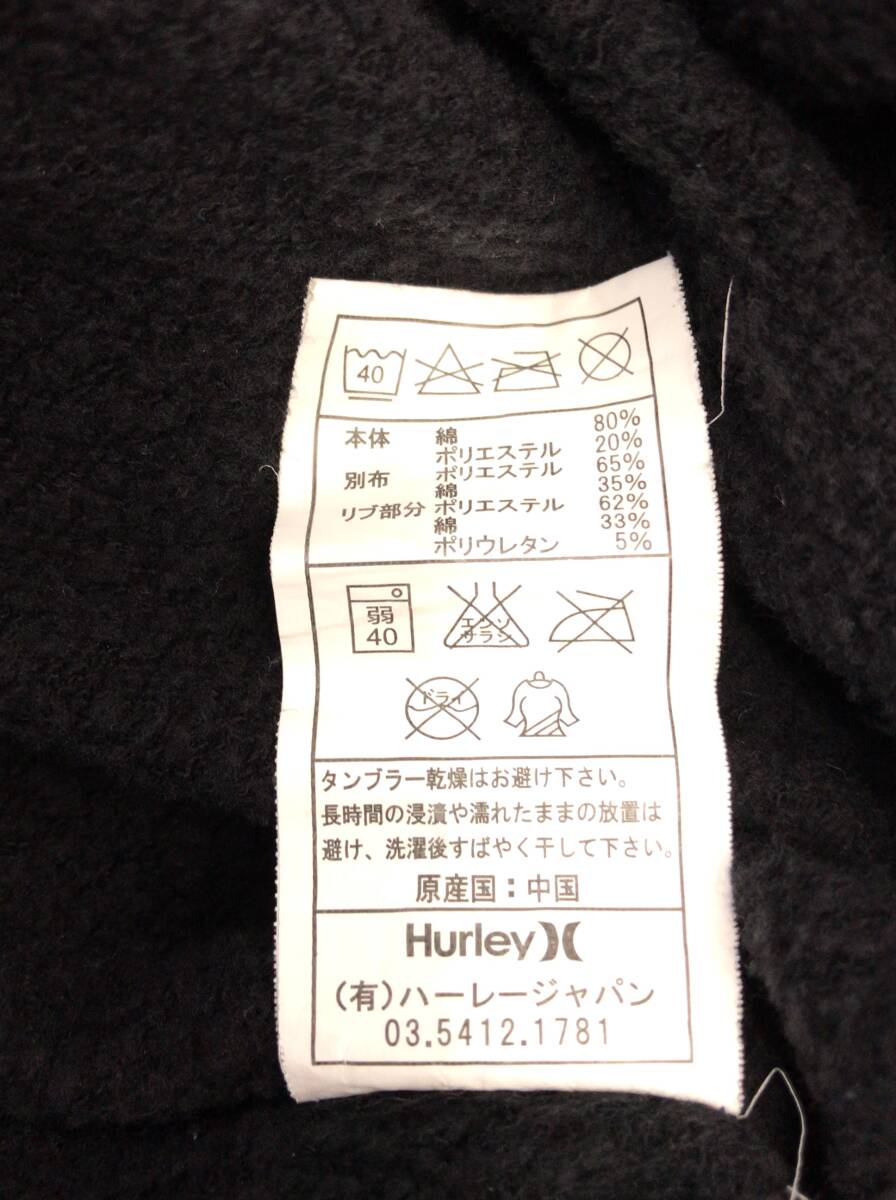 40
本体 綿 80%
ポリエステル 20%
別布 ポリエステル 65%
綿 35%
リブ部分 ポリエステル 62%
綿 33%
ポリウレタン 5%
弱
40
エンソ
サラシ
ドライ
タンブラー乾燥はお避け下さい。
長時間の浸漬や濡れたままの放置は
避け、洗濯後すばやく干して下さい。
原産国：中国
Hurley
(有)ハーレージャパン
03.5412.1781